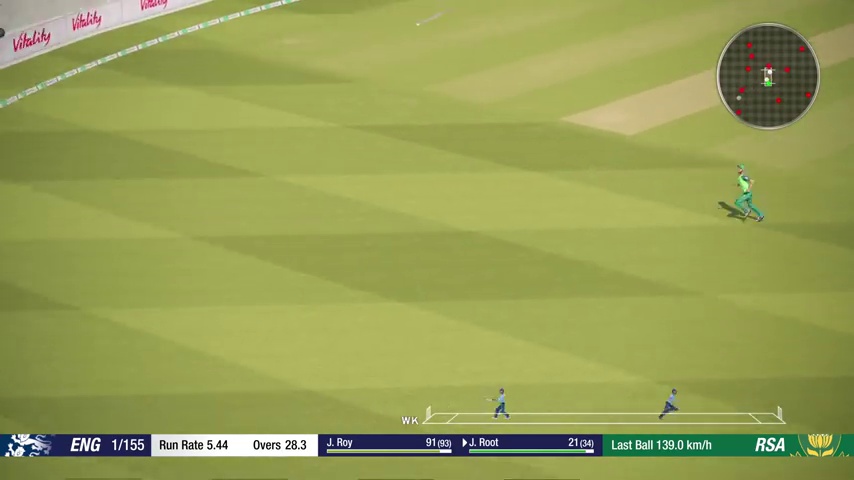 Vitality
Vitality
Vitality
WK
ENG 1/155 Run Rate 5.44 Overs 28.3 J. Roy 91 (93) J. Root 21 (34) Last Ball 139.0 km/h RSA